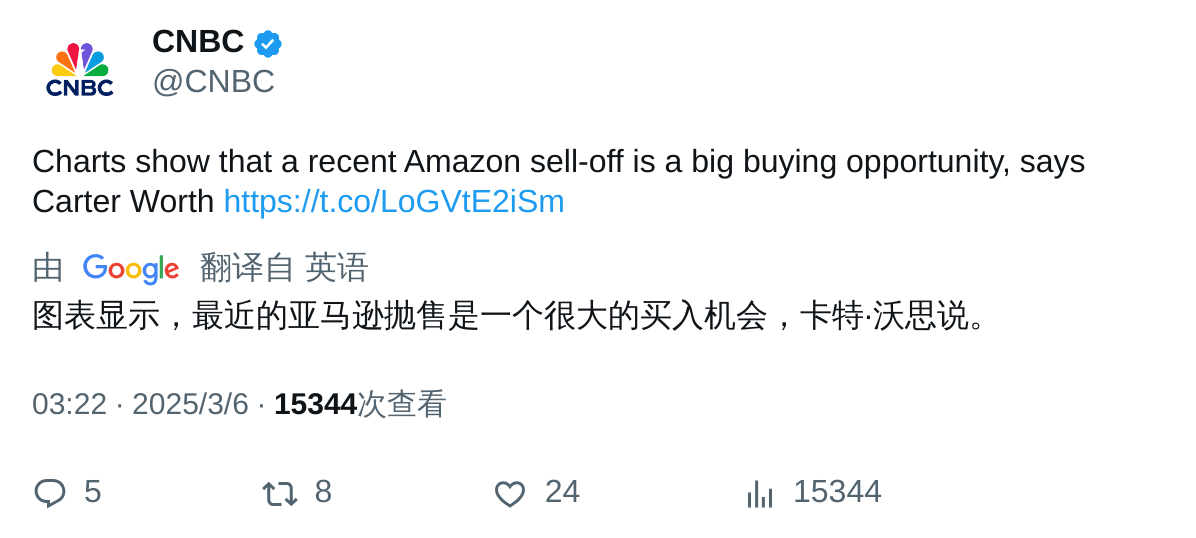 CNBC
CNBC
@CNBC
Charts show that a recent Amazon sell-off is a big buying opportunity, says
Carter Worth https://t.co/LoGVtE2iSm
由 Google 翻译自 英语
图表显示，最近的亚马逊抛售是一个很大的买入机会，卡特·沃思说。
03:22 · 2025/3/6 · 15344次查看
5 8 24 15344